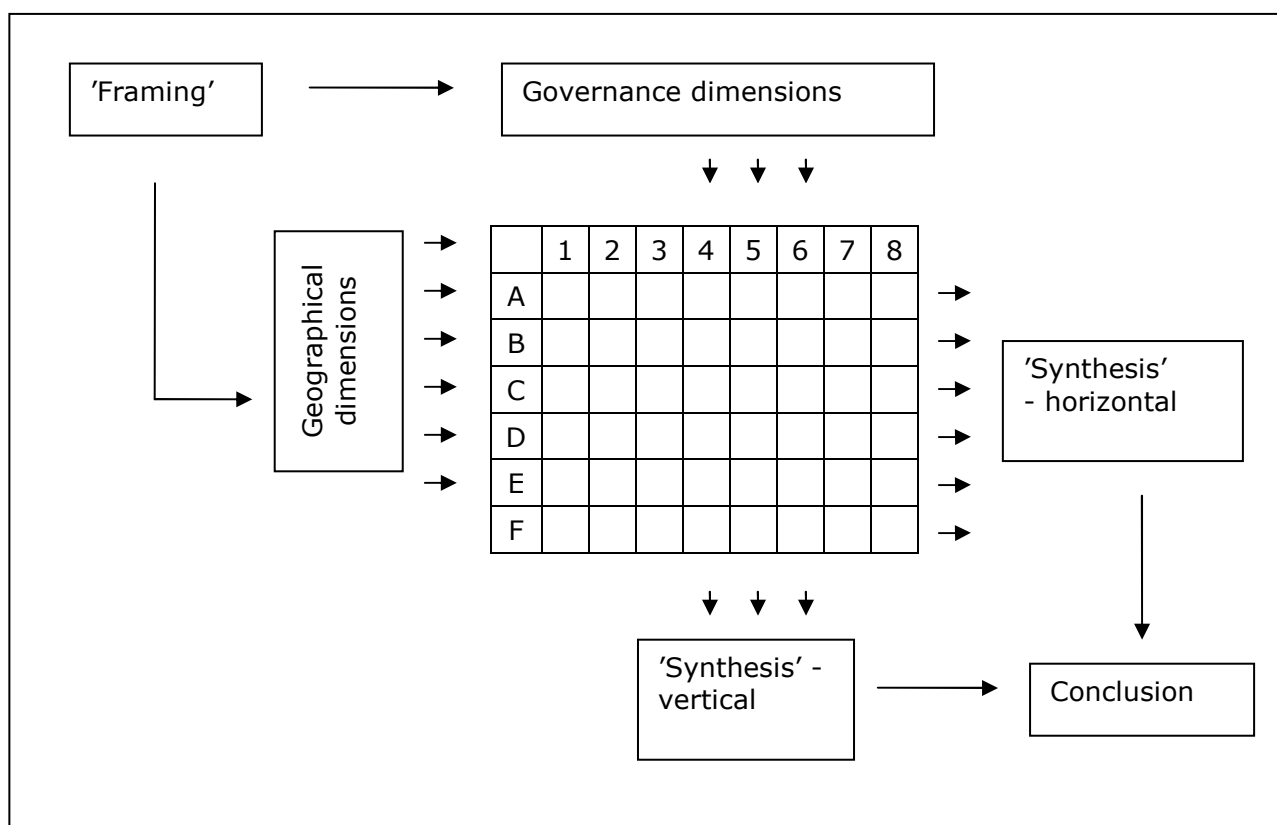 ’Framing’
Governance dimensions
Geographical
dimensions
1 2 3 4 5 6 7 8
A
B
C
D
E
F
’Synthesis’
- horizontal
’Synthesis’ -
vertical
Conclusion